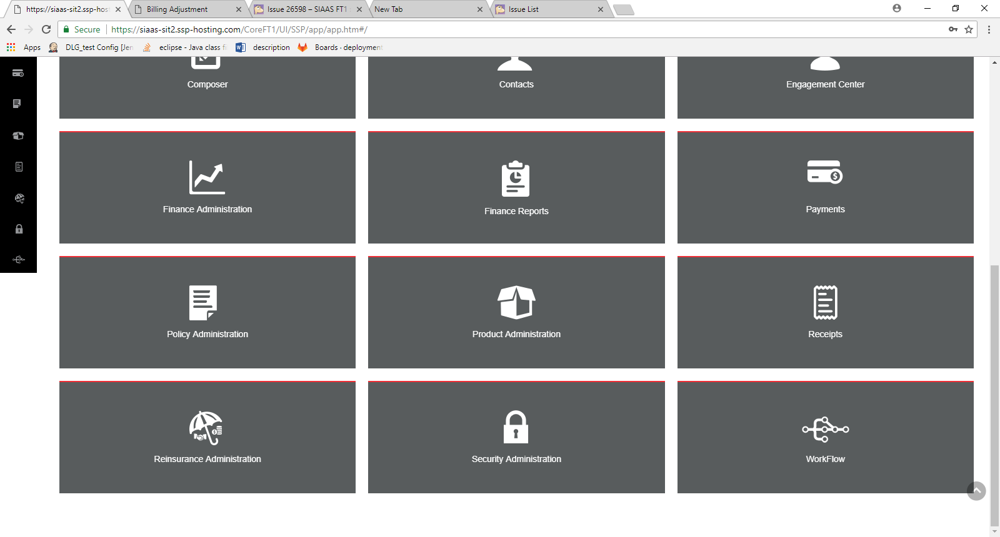 https://siaas-sit2.ssp-hos
Billing Adjustment
Issue 26598 – SIAAS FT1
New Tab
Issue List
Secure
https://siaas-sit2.ssp-hosting.com/CoreFT1/UI/SSP/app/app.htm#/
Apps
DLG_test Config [Jen
eclipse - Java class fi
description
Boards · deployment
Composer
Contacts
Engagement Center
Finance Administration
Finance Reports
Payments
Policy Administration
Product Administration
Receipts
Reinsurance Administration
Security Administration
WorkFlow